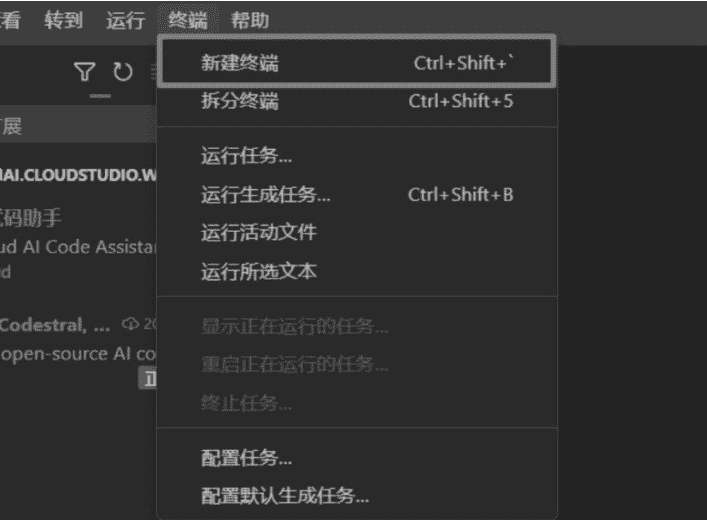 看 转到 运行 终端 帮助
新建终端 Ctrl+Shift+`
拆分终端 Ctrl+Shift+5
展
运行任务...
AI.CLOUDSTUDIO.W
运行生成任务... Ctrl+Shift+B
码助手
运行活动文件
ud AI Code Assistan
运行所选文本
ud
Codestral, ... 20
显示正在运行的任务...
open-source AI co
重启正在运行的任务...
正
终止任务...
配置任务...
配置默认生成任务...